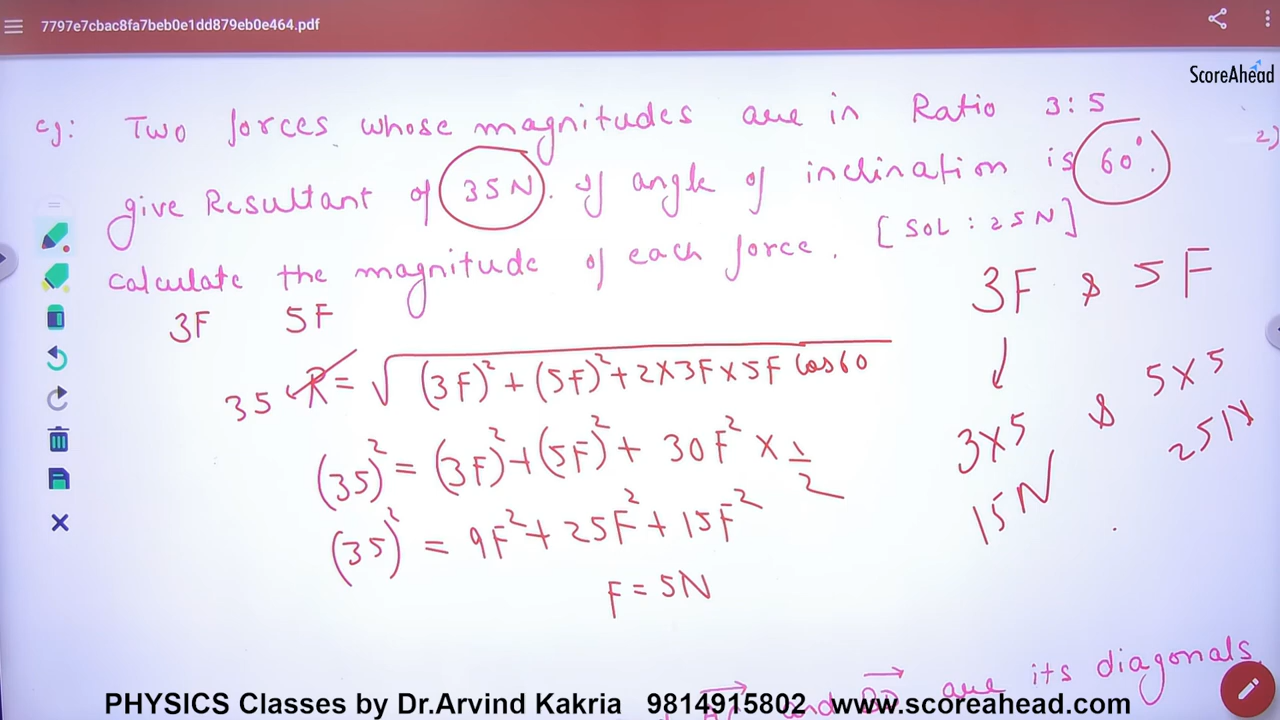 7797e7cbac8fa7beb0e1dd879eb0e464.pdf
ScoreAhead
eg: Two forces whose magnitudes are in Ratio 3:5
2)
give Resultant of 35N. If angle of inclination is 60°.
calculate the magnitude of each force. [Sol: 25N]
3F 5F
3F & 5F
35 R = √(3F)² + (5F)² + 2×3F×5F Cos60
(35)² = (3F)² + (5F)² + 30F² × 1/2
3×5 & 5×5
15N
(35)² = 9F² + 25F² + 15F²
F = 5N
and are its diagonals
PHYSICS Classes by Dr.Arvind Kakria 9814915802 www.scoreahead.com